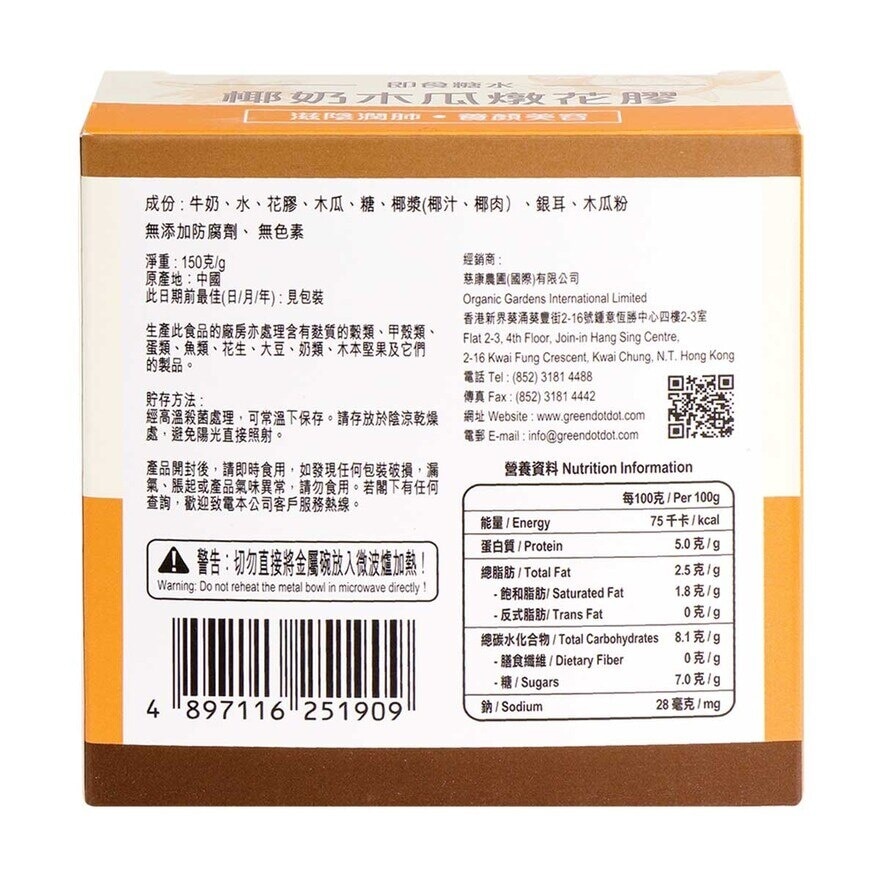 即食糖水
椰奶木瓜燉花膠
滋陰潤肺 • 養顏美容
成份 : 牛奶、水、花膠、木瓜、糖、椰漿(椰汁、椰肉）、銀耳、木瓜粉
無添加防腐劑、 無色素
淨重 : 150克/g
原產地 : 中國
此日期前最佳(日/月/年) : 見包裝
生產此食品的廠房亦處理含有麩質的穀類、甲殼類、
蛋類、魚類、花生、大豆、奶類、木本堅果及它們
的製品。
貯存方法 :
經高溫殺菌處理，可常溫下保存。請存放於陰涼乾燥
處，避免陽光直接照射。
產品開封後，請即時食用，如發現任何包裝破損，漏
氣、脹起或產品氣味異常，請勿食用。若閣下有任何
查詢，歡迎致電本公司客戶服務熱線。
警告 : 切勿直接將金屬碗放入微波爐加熱！
Warning: Do not reheat the metal bowl in microwave directly !
4 897116 251909
經銷商 :
慈康農圃(國際)有限公司
Organic Gardens International Limited
香港新界葵涌葵豐街2-16號鍾意恆勝中心四樓2-3室
Flat 2-3, 4th Floor, Join-in Hang Sing Centre,
2-16 Kwai Fung Crescent, Kwai Chung, N.T. Hong Kong
電話 Tel : (852) 3181 4488
傳真 Fax : (852) 3181 4442
網址 Website : www.greendotdot.com
電郵 E-mail : info@greendotdot.com
營養資料 Nutrition Information
每100克 / Per 100g
能量 / Energy 75 千卡 / kcal
蛋白質 / Protein 5.0 克 / g
總脂肪 / Total Fat 2.5 克 / g
- 飽和脂肪/ Saturated Fat 1.8 克 / g
- 反式脂肪/ Trans Fat 0 克 / g
總碳水化合物 / Total Carbohydrates 8.1 克 / g
- 膳食纖維 / Dietary Fiber 0 克 / g
- 糖 / Sugars 7.0 克 / g
鈉 / Sodium 28 毫克 / mg